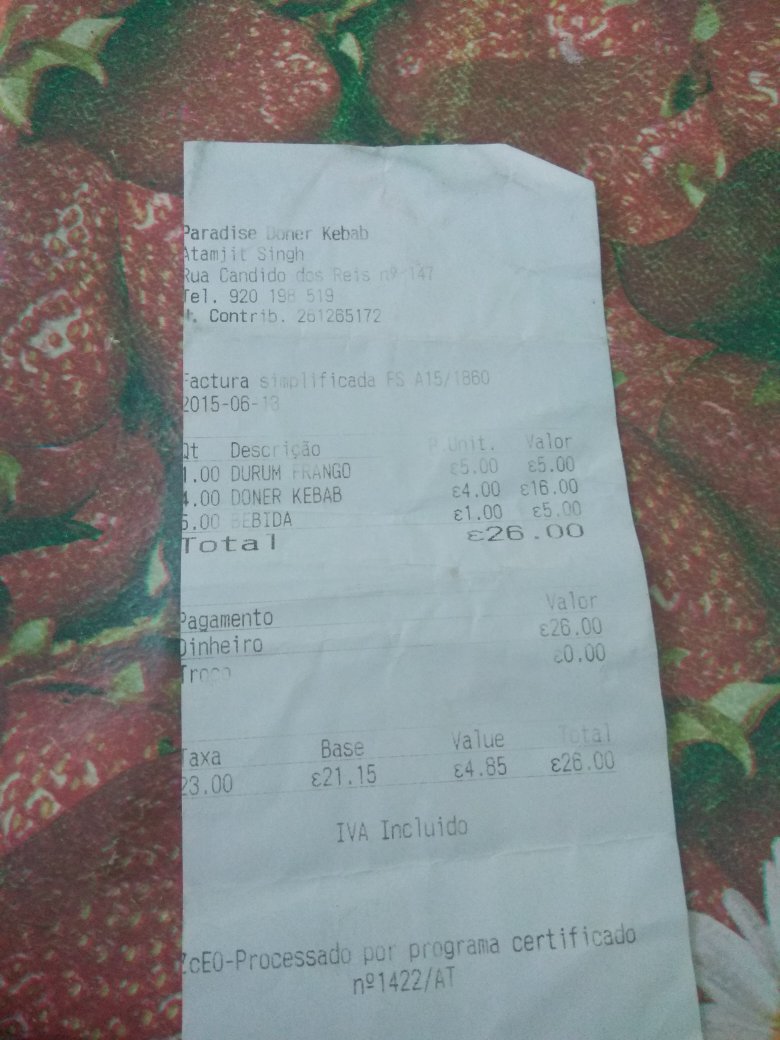 Paradise Doner Kebab
Atamjit Singh
Rua Candido dos Reis nº 147
Tel. 920 198 519
Contrib. 261265172
Factura simplificada FS A15/1860
2015-06-13
Qt Descrição P.Unit. Valor
1.00 DURUM FRANGO €5.00 €5.00
4.00 DONER KEBAB €4.00 €16.00
5.00 BEBIDA €1.00 €5.00
Total €26.00
Pagamento Valor
Dinheiro €26.00
Troco €0.00
Taxa Base Value Total
23.00 €21.15 €4.85 €26.00
IVA Incluido
ZcEO-Processado por programa certificado
nº1422/AT